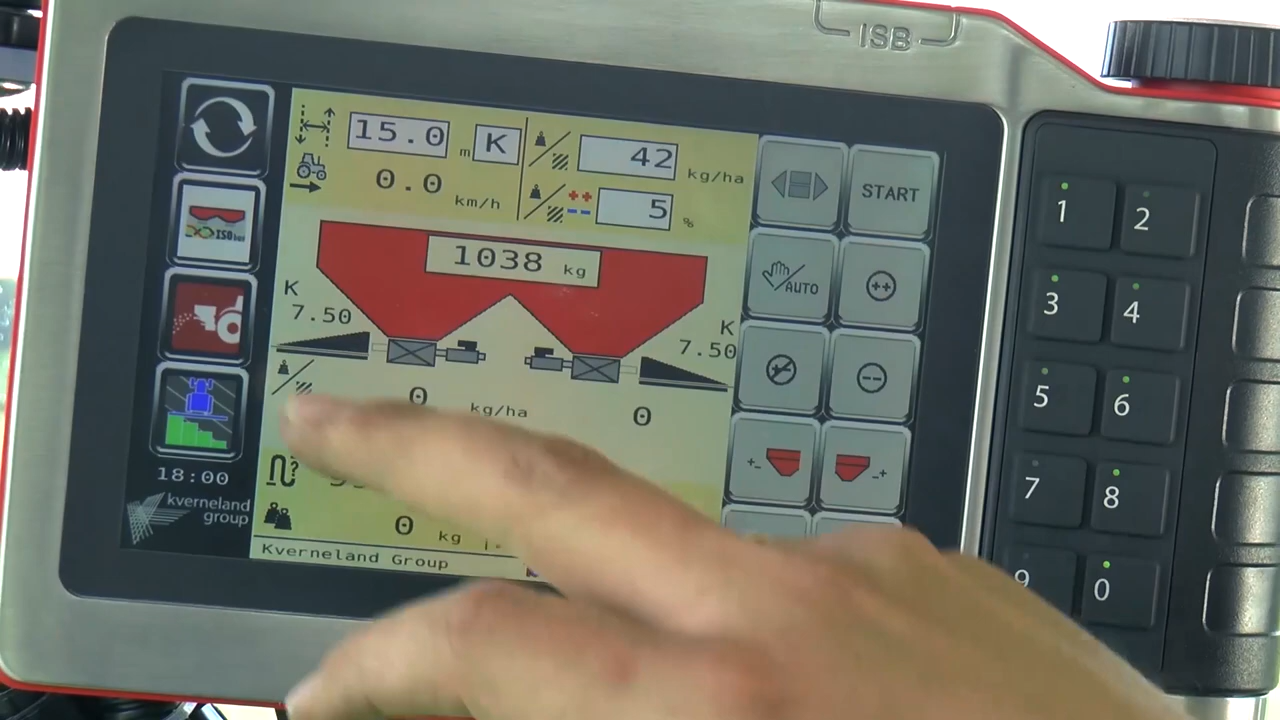 ISB
15.0 m K 42 kg/ha
0.0 km/h 5 %
1038 kg
K
7.50
K
7.50
0 kg/ha 0
?
0 kg
Kverneland Group
ISObus
18:00
kverneland
group
START
AUTO
1 2
3 4
5 6
7 8
9 0